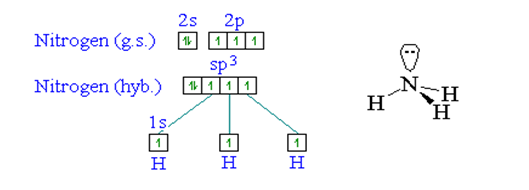 2s 2p
Nitrogen (g.s.) ⥮ ↿ ↿ ↿
sp³
Nitrogen (hyb.) ⥮ ↿ ↿ ↿
1s
↿ ↿ ↿
H H H
N
H H
H